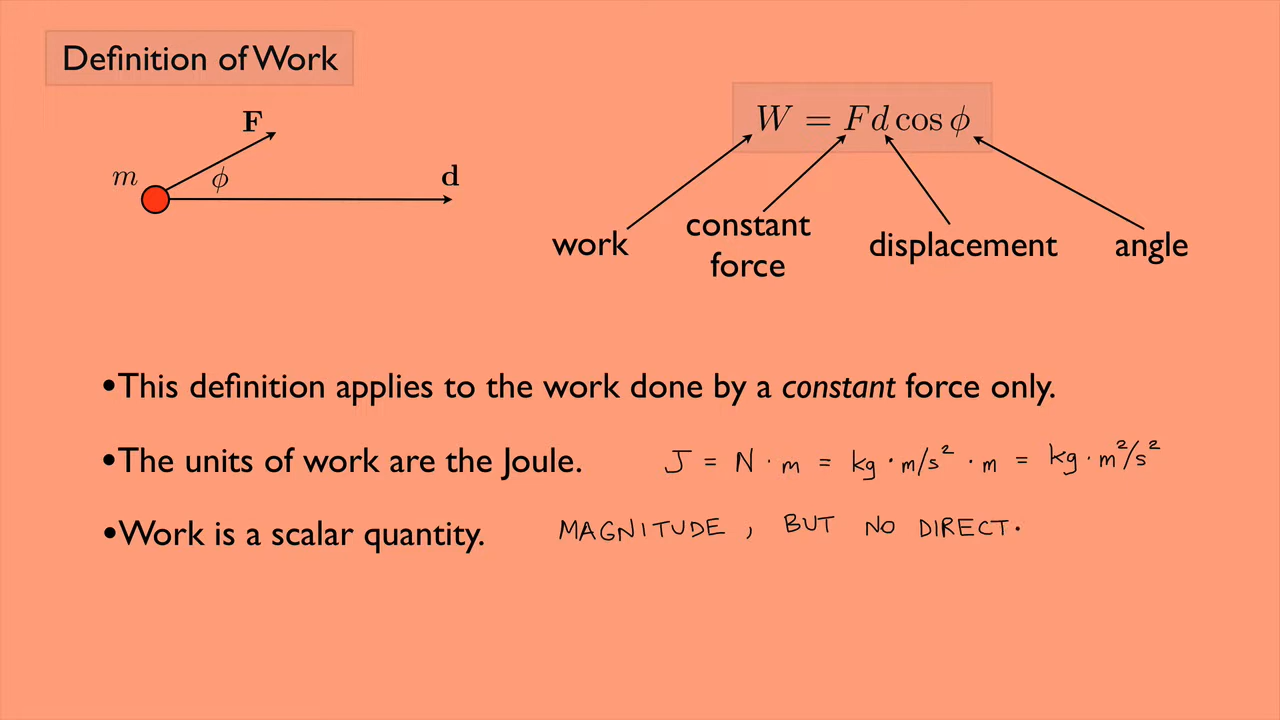 Definition of Work
F
m
ϕ
d
W = Fd cos ϕ
work
constant
force
displacement
angle
•This definition applies to the work done by a constant force only.
•The units of work are the Joule. J = N · m = kg · m/s² · m = kg · m²/s²
•Work is a scalar quantity. MAGNITUDE, BUT NO DIRECT·